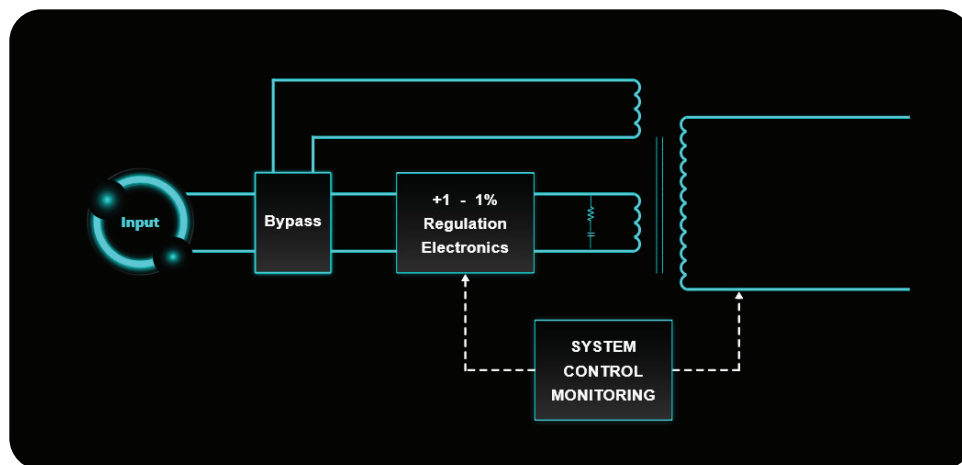 Input
Bypass
+1 - 1%
Regulation
Electronics
SYSTEM
CONTROL
MONITORING